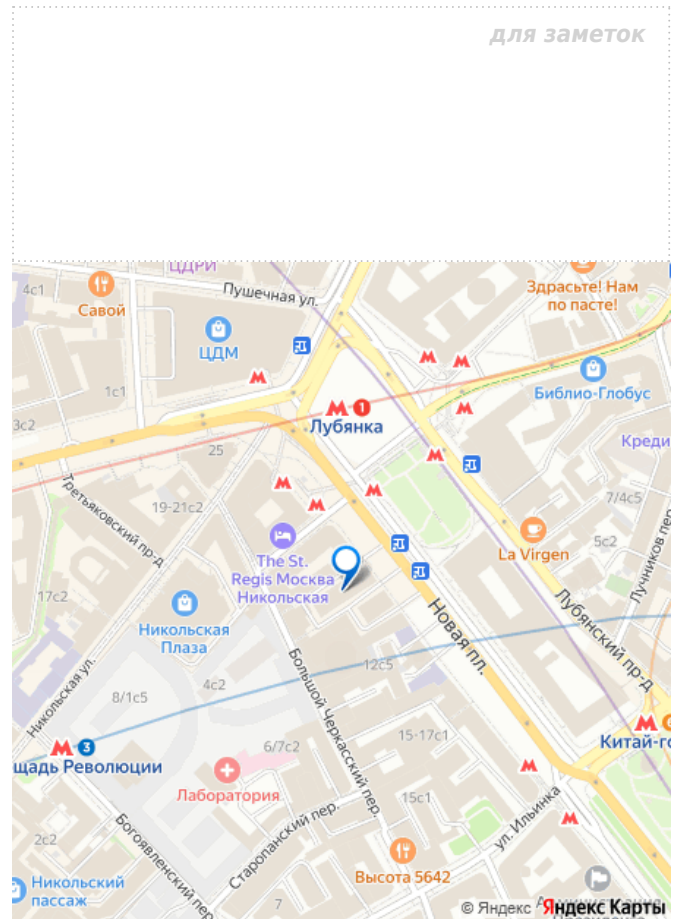 для заметок
ЦДРИ
4с1
Савой
Пушечная ул.
Здрасьте! Нам
по пасте!
ЦДМ
1с1
Библио-Глобус
1
Лубянка
3с2
Креди
25
Третьяковский пр-д
19-21с2
7/4с5
5с2
Лучников пер.
La Virgen
The St.
Regis Москва
Никольская
17с2
Никольская
Плаза
Новая пл.
Лубянский пр-д
Никольская ул.
Большой Черкасский пер.
12с5
4с2
8/1с5
3
щадь Революции
6/7с2
15-17с1
Китай-го
Лаборатория
15с1
Старопанский пер.
ул. Ильинка
Богоявленский пер.
2с2
Высота 5642
Никольский
пассаж
7
© Яндекс Яндекс Карты